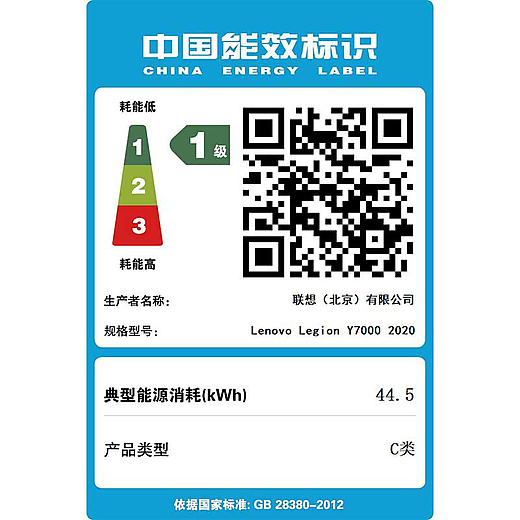 中国能效标识
CHINA ENERGY LABEL
耗能低
1
2
3
耗能高
1级
生产者名称: 联想（北京）有限公司
规格型号: Lenovo Legion Y7000 2020
典型能源消耗(kWh) 44.5
产品类型 C类
依据国家标准: GB 28380-2012